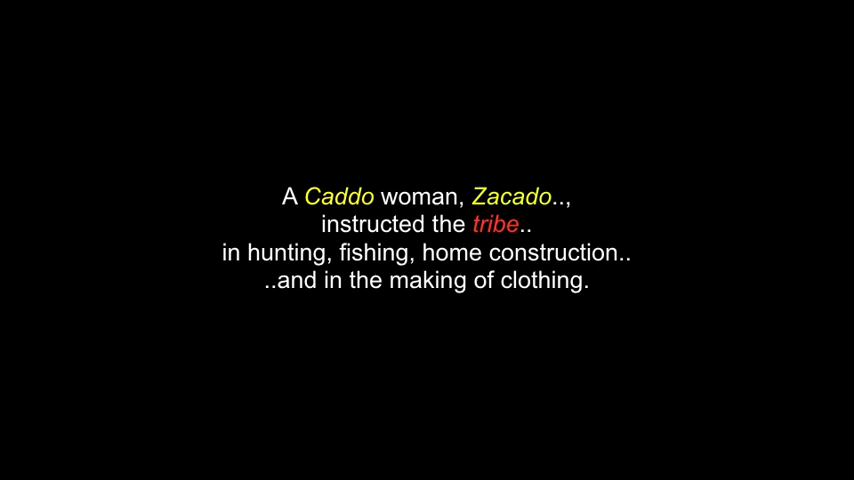 A Caddo woman, Zacado..,
instructed the tribe..
in hunting, fishing, home construction..
..and in the making of clothing.